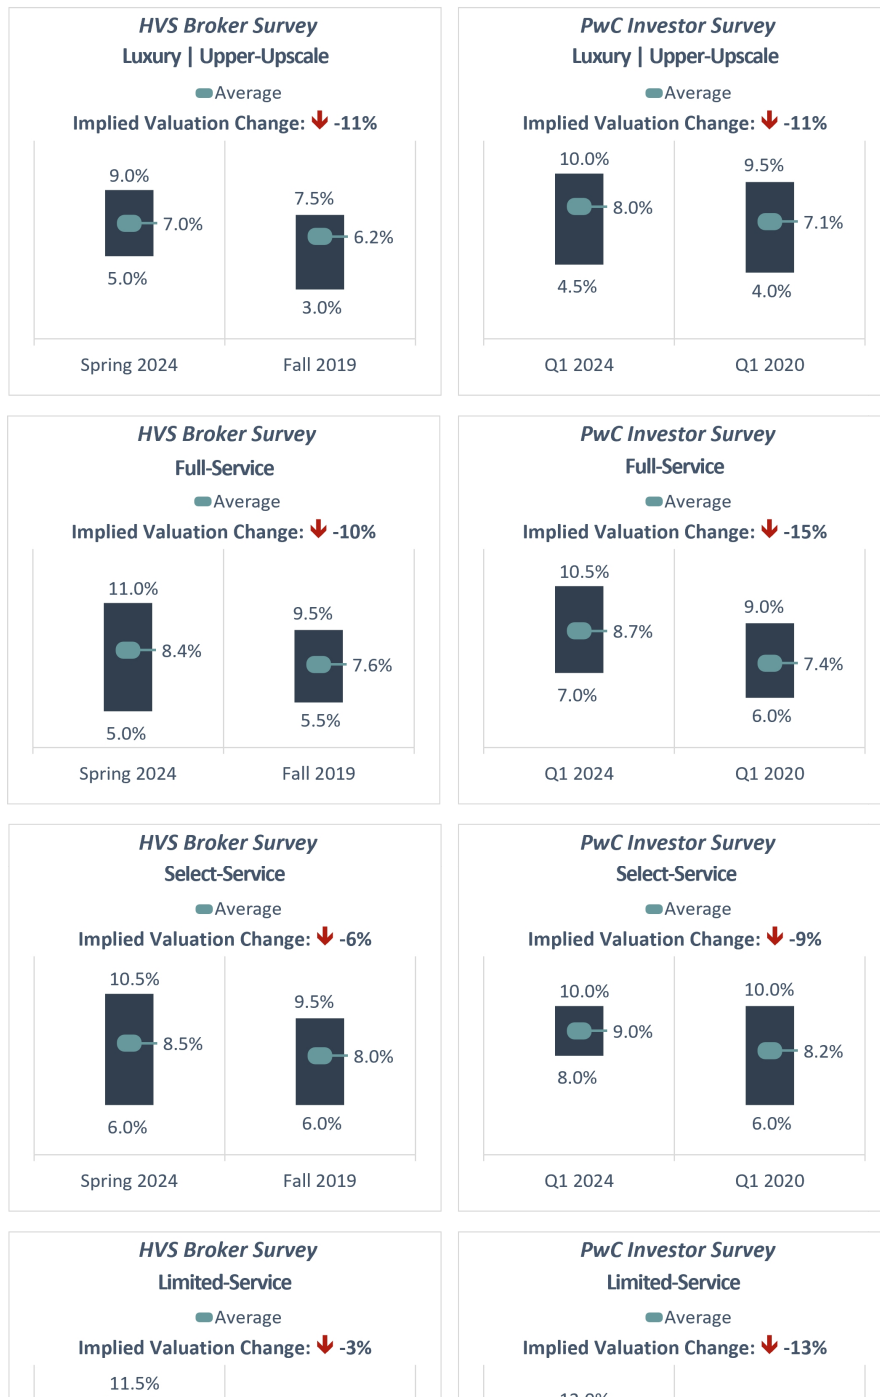 HVS Broker Survey
Luxury | Upper-Upscale
Average
Implied Valuation Change: -11%
9.0%
7.0%
5.0%
7.5%
6.2%
3.0%
Spring 2024
Fall 2019
PwC Investor Survey
Luxury | Upper-Upscale
Average
Implied Valuation Change: -11%
10.0%
8.0%
4.5%
9.5%
7.1%
4.0%
Q1 2024
Q1 2020
HVS Broker Survey
Full-Service
Average
Implied Valuation Change: -10%
11.0%
8.4%
5.0%
9.5%
7.6%
5.5%
Spring 2024
Fall 2019
PwC Investor Survey
Full-Service
Average
Implied Valuation Change: -15%
10.5%
8.7%
7.0%
9.0%
7.4%
6.0%
Q1 2024
Q1 2020
HVS Broker Survey
Select-Service
Average
Implied Valuation Change: -6%
10.5%
8.5%
6.0%
9.5%
8.0%
6.0%
Spring 2024
Fall 2019
PwC Investor Survey
Select-Service
Average
Implied Valuation Change: -9%
10.0%
9.0%
8.0%
10.0%
8.2%
6.0%
Q1 2024
Q1 2020
HVS Broker Survey
Limited-Service
Average
Implied Valuation Change: -3%
11.5%
PwC Investor Survey
Limited-Service
Average
Implied Valuation Change: -13%